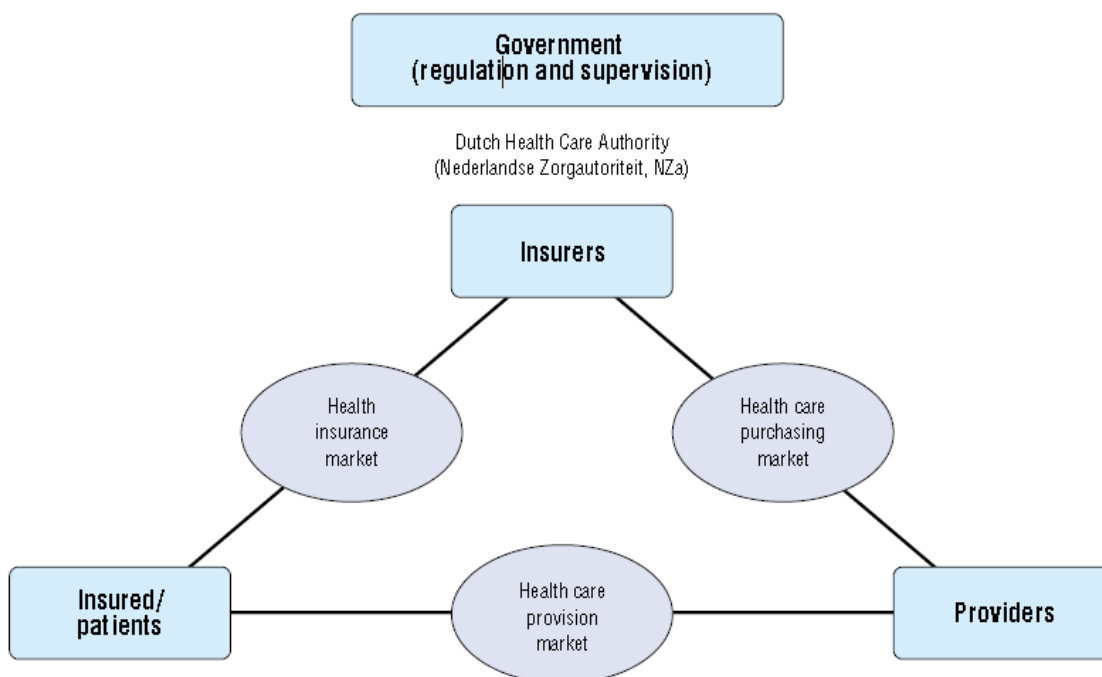 Government
(regulation and supervision)
Dutch Health Care Authority
(Nederlandse Zorgautoriteit, NZa)
Insurers
Health
insurance
market
Health care
purchasing
market
Insured/
patients
Health care
provision
market
Providers